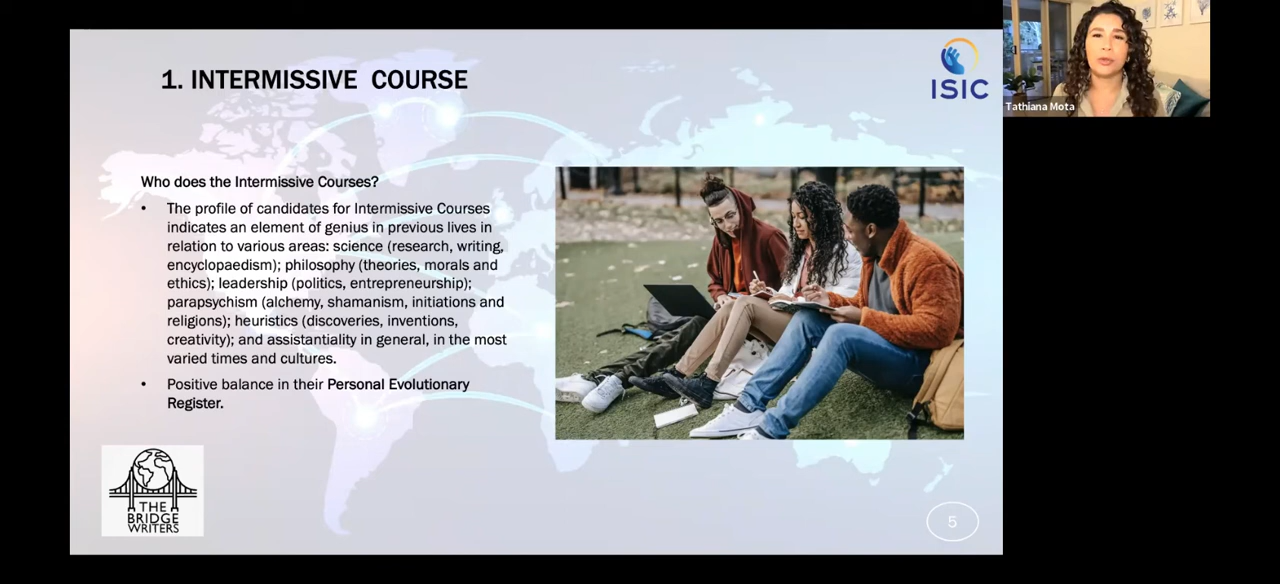 1. INTERMISSIVE COURSE
ISIC
Tathiana Mota
Who does the Intermissive Courses?
• The profile of candidates for Intermissive Courses
indicates an element of genius in previous lives in
relation to various areas: science (research, writing,
encyclopaedism); philosophy (theories, morals and
ethics); leadership (politics, entrepreneurship);
parapsychism (alchemy, shamanism, initiations and
religions); heuristics (discoveries, inventions,
creativity); and assistantiality in general, in the most
varied times and cultures.
• Positive balance in their Personal Evolutionary
Register.
THE
BRIDGE
WRITERS
5